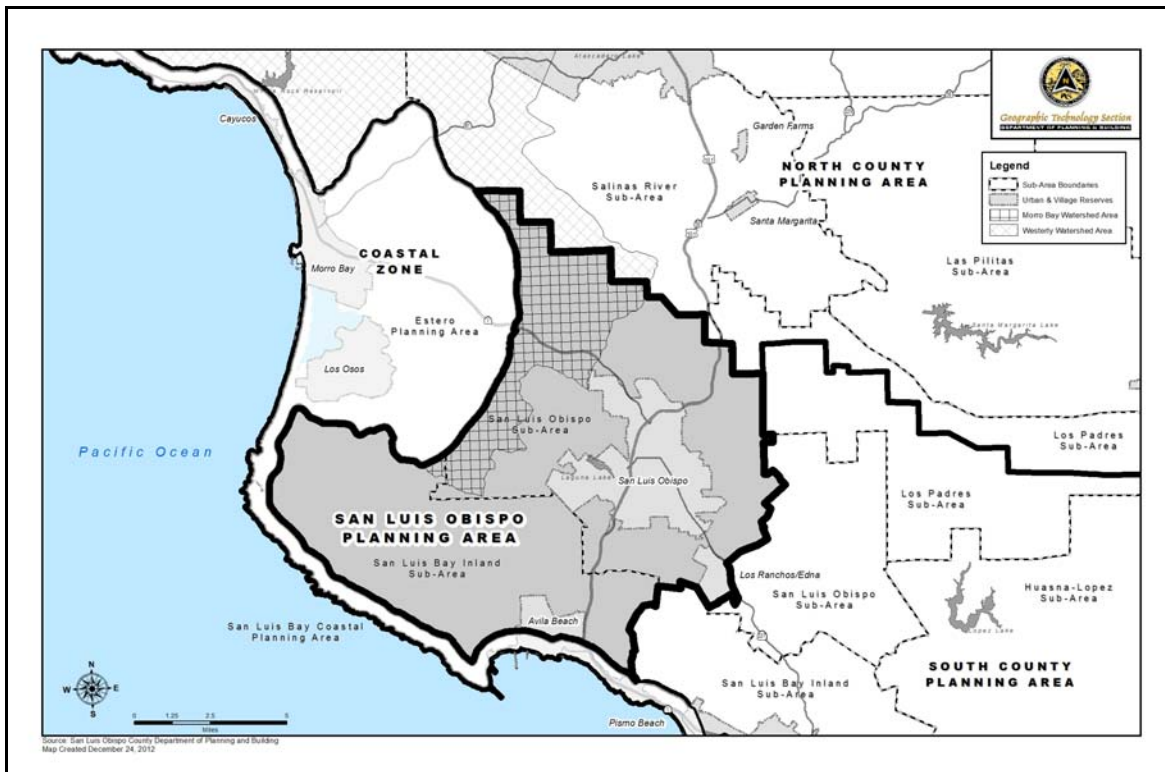 Atascadero Lake
Whale Rock Reservoir
Cayucos
Garden Farms
NORTH COUNTY
PLANNING AREA
Salinas River
Sub-Area
Santa Margarita
Geographic Technology Section
DEPARTMENT OF PLANNING & BUILDING
Legend
Sub-Area Boundaries
Urban & Village Reserves
Morro Bay Watershed Area
Westerly Watershed Area
COASTAL
ZONE
Morro Bay
Las Pilitas
Sub-Area
Estero
Planning Area
1
Santa Margarita Lake
Los Osos
San Luis Obispo
Sub-Area
Pacific Ocean
Los Padres
Sub-Area
Laguna Lake
San Luis Obispo
Los Padres
Sub-Area
SAN LUIS OBISPO
PLANNING AREA
San Luis Bay Inland
Sub-Area
Los Ranchos/Edna
San Luis Obispo
Sub-Area
Huasna-Lopez
Sub-Area
Lopez Lake
Avila Beach
San Luis Bay Coastal
Planning Area
SOUTH COUNTY
PLANNING AREA
San Luis Bay Inland
Sub-Area
Pismo Beach
N
W E
S
0 1.25 2.5 5
Miles
Source: San Luis Obispo County Department of Planning and Building
Map Created December 24, 2012